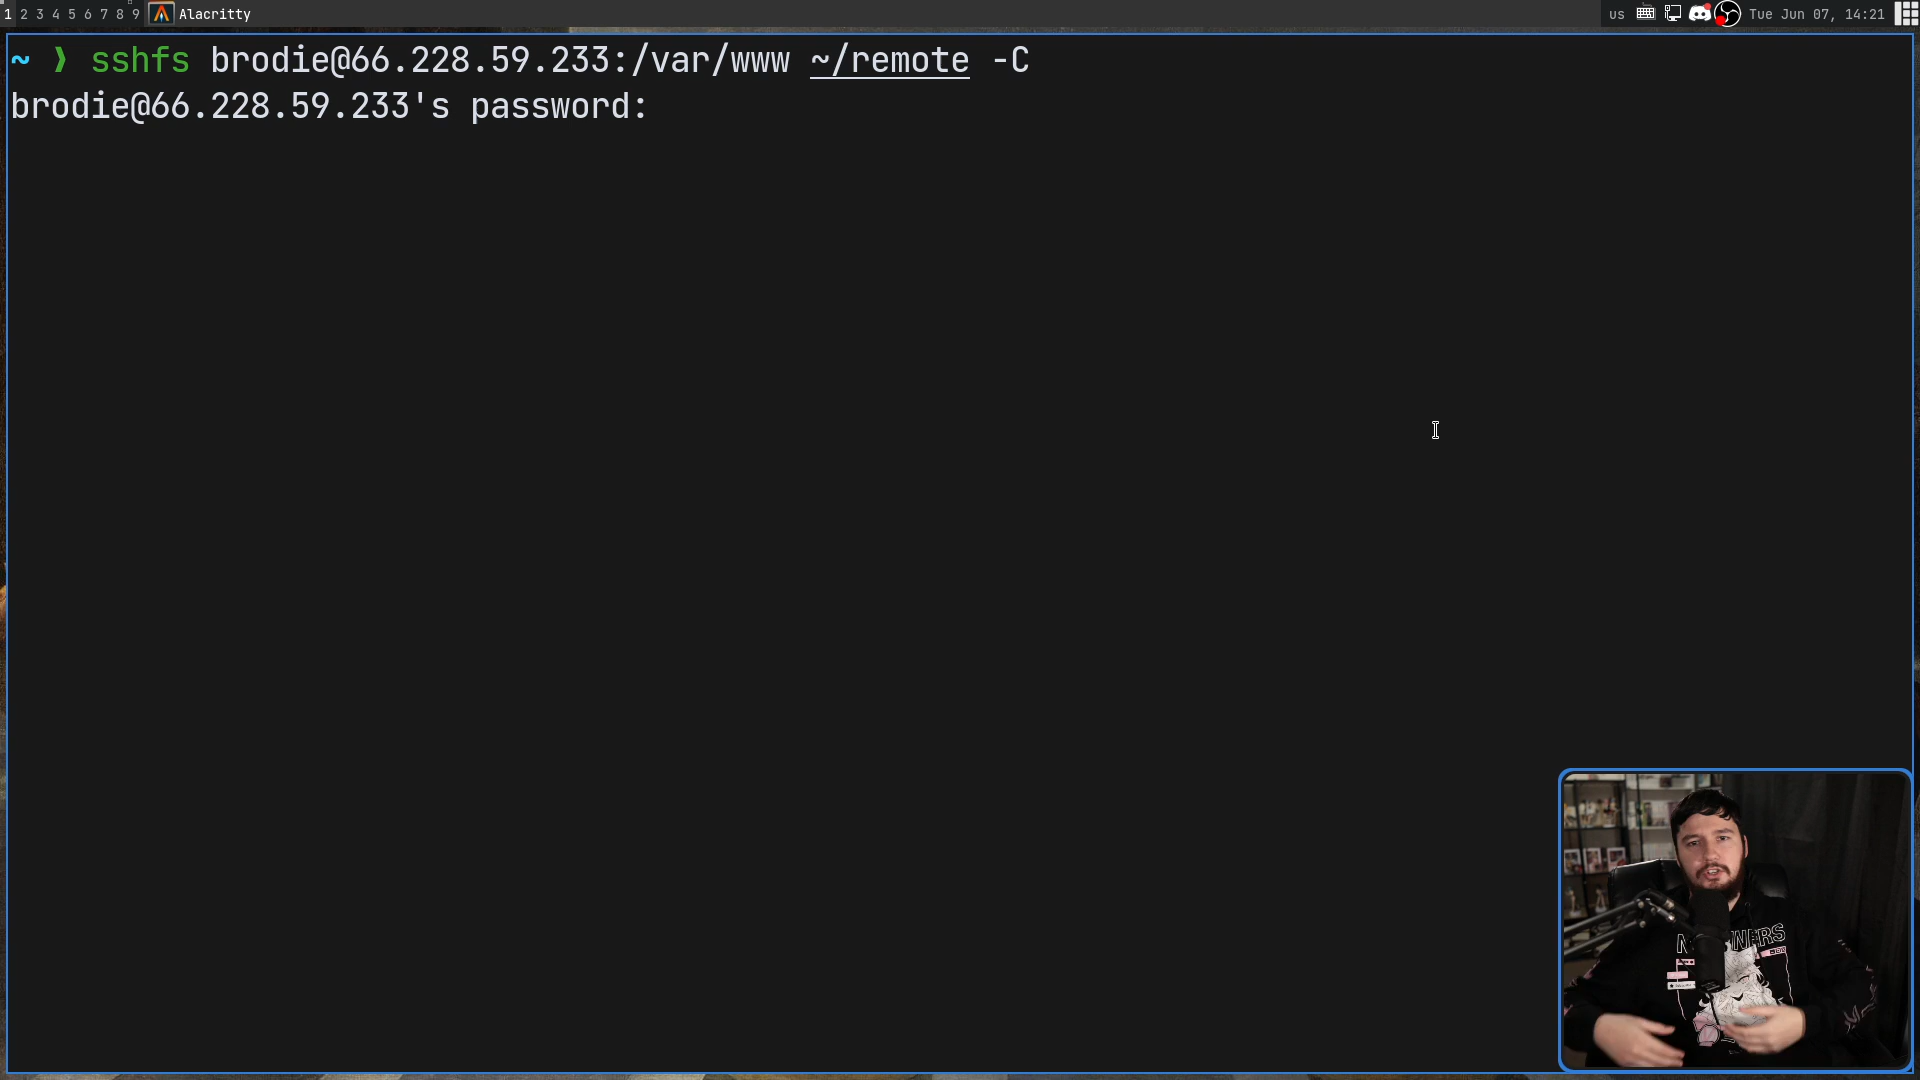 1 2 3 4 5 6 7 8 9 Alacritty us Tue Jun 07, 14:21
~ ❯ sshfs brodie@66.228.59.233:/var/www ~/remote -C
brodie@66.228.59.233's password: